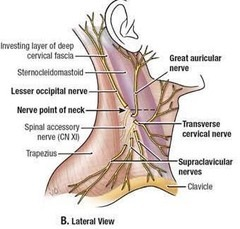 Investing layer of deep
cervical fascia
Sternocleidomastoid
Lesser occipital nerve
Nerve point of neck
Spinal accessory
nerve (CN XI)
Trapezius
Great auricular
nerve
Transverse
cervical nerve
Supraclavicular
nerves
Clavicle
B. Lateral View